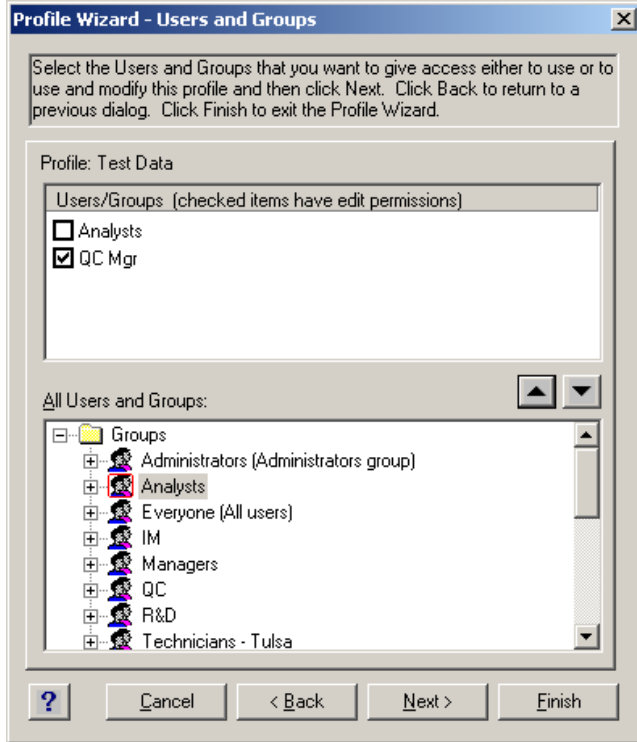 Profile Wizard - Users and Groups
Select the Users and Groups that you want to give access either to use or to
use and modify this profile and then click Next. Click Back to return to a
previous dialog. Click Finish to exit the Profile Wizard.
Profile: Test Data
Users/Groups (checked items have edit permissions)
Analysts
QC Mgr
All Users and Groups:
Groups
Administrators (Administrators group)
Analysts
Everyone (All users)
IM
Managers
QC
R&D
Technicians - Tulsa
? Cancel < Back Next > Finish